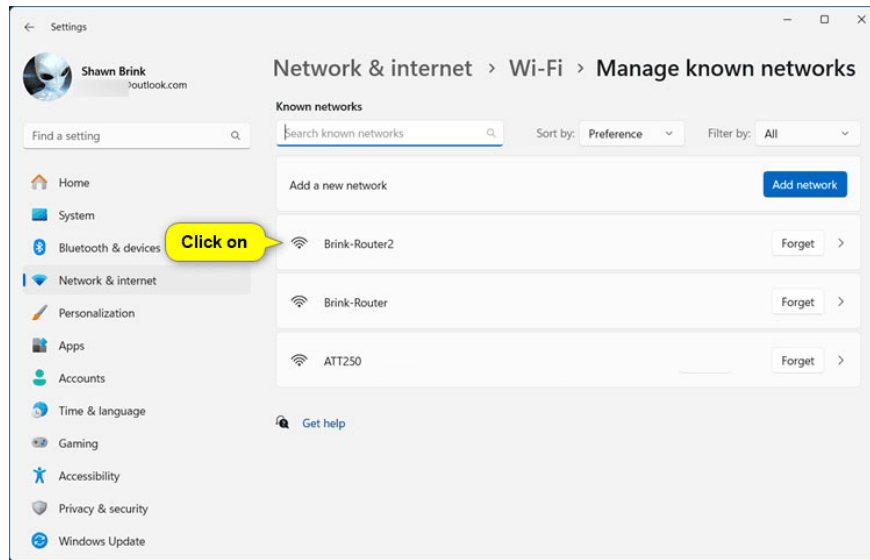 Settings
Shawn Brink
outlook.com
Find a setting
Home
System
Bluetooth & devices
Network & internet
Personalization
Apps
Accounts
Time & language
Gaming
Accessibility
Privacy & security
Windows Update
Network & internet > Wi-Fi > Manage known networks
Known networks
Search known networks
Sort by: Preference
Filter by: All
Add a new network
Add network
Click on
Brink-Router2
Forget
Brink-Router
Forget
ATT250
Forget
Get help